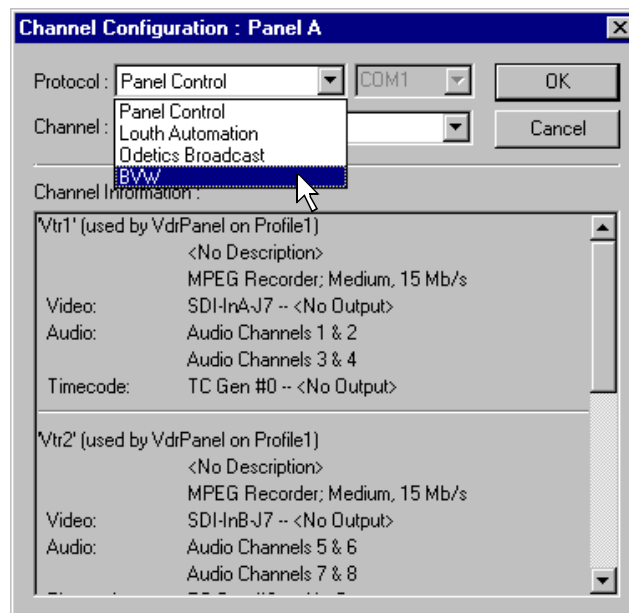 Channel Configuration : Panel A
Protocol : Panel Control COM1 OK
Panel Control
Channel : Louth Automation Cancel
Odetics Broadcast
BVW
Channel Information :
'Vtr1' (used by VdrPanel on Profile1)
<No Description>
MPEG Recorder; Medium, 15 Mb/s
Video: SDI-InA-J7 -- <No Output>
Audio: Audio Channels 1 & 2
Audio Channels 3 & 4
Timecode: TC Gen #0 -- <No Output>
'Vtr2' (used by VdrPanel on Profile1)
<No Description>
MPEG Recorder; Medium, 15 Mb/s
Video: SDI-InB-J7 -- <No Output>
Audio: Audio Channels 5 & 6
Audio Channels 7 & 8